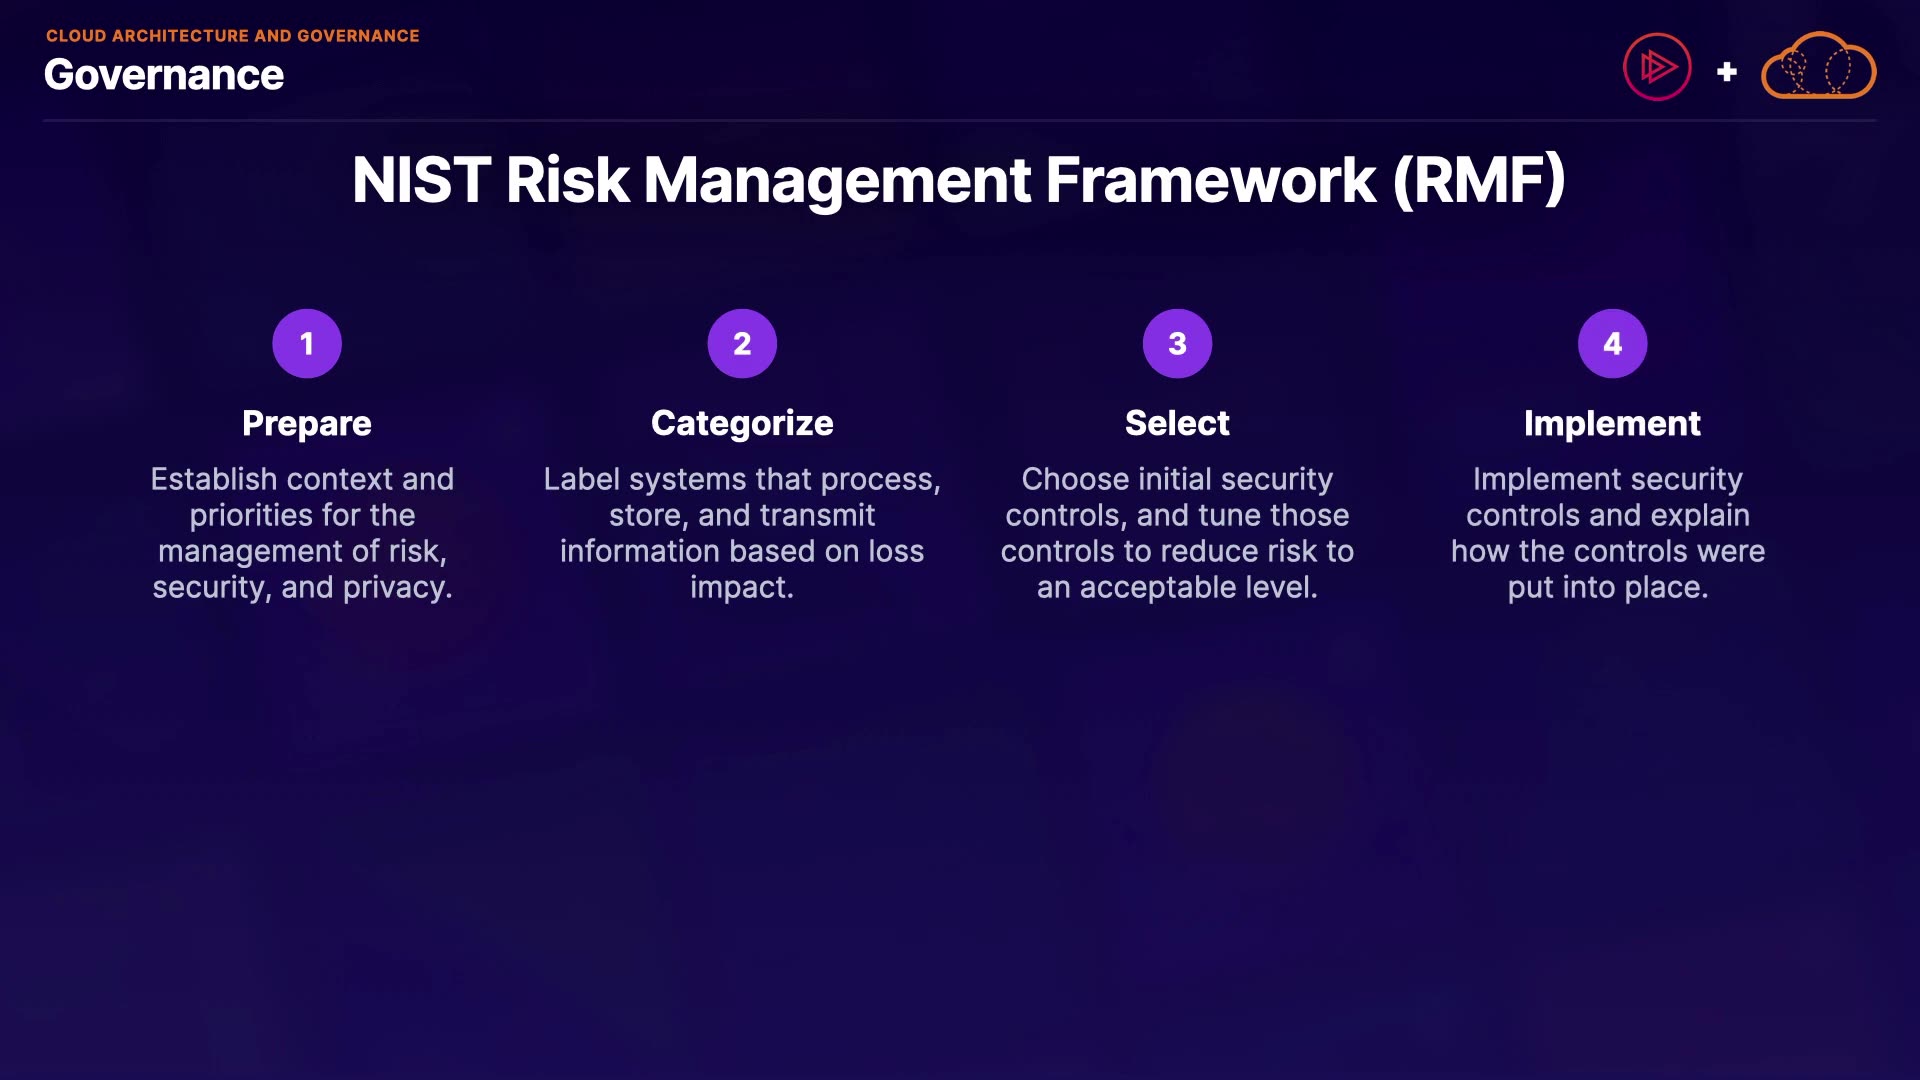 CLOUD ARCHITECTURE AND GOVERNANCE
Governance
+
NIST Risk Management Framework (RMF)
1
Prepare
Establish context and
priorities for the
management of risk,
security, and privacy.
2
Categorize
Label systems that process,
store, and transmit
information based on loss
impact.
3
Select
Choose initial security
controls, and tune those
controls to reduce risk to
an acceptable level.
4
Implement
Implement security
controls and explain
how the controls were
put into place.